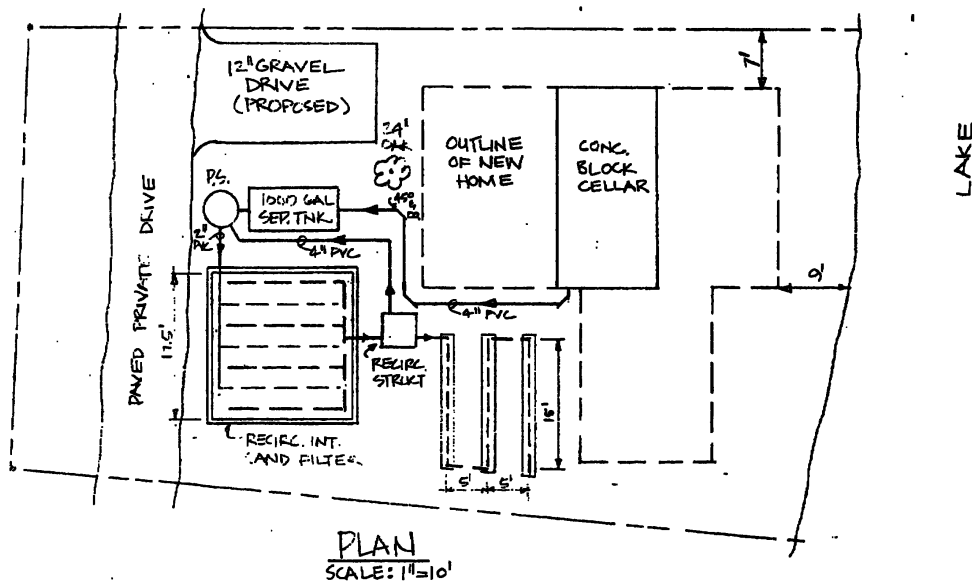 12" GRAVEL
DRIVE
(PROPOSED)
7'
24"
OAK
OUTLINE
OF NEW
HOME
CONC.
BLOCK
CELLAR
LAKE
P.S.
1000 GAL
SEP. TNK.
45°
2"
PVC
4" PVC
PAVED PRIVATE DRIVE
17.5'
4" PVC
9'
RECIRC.
STRUCT
15'
RECIRC. INT.
SAND FILTER
5'
5'
PLAN
SCALE: 1"=10'